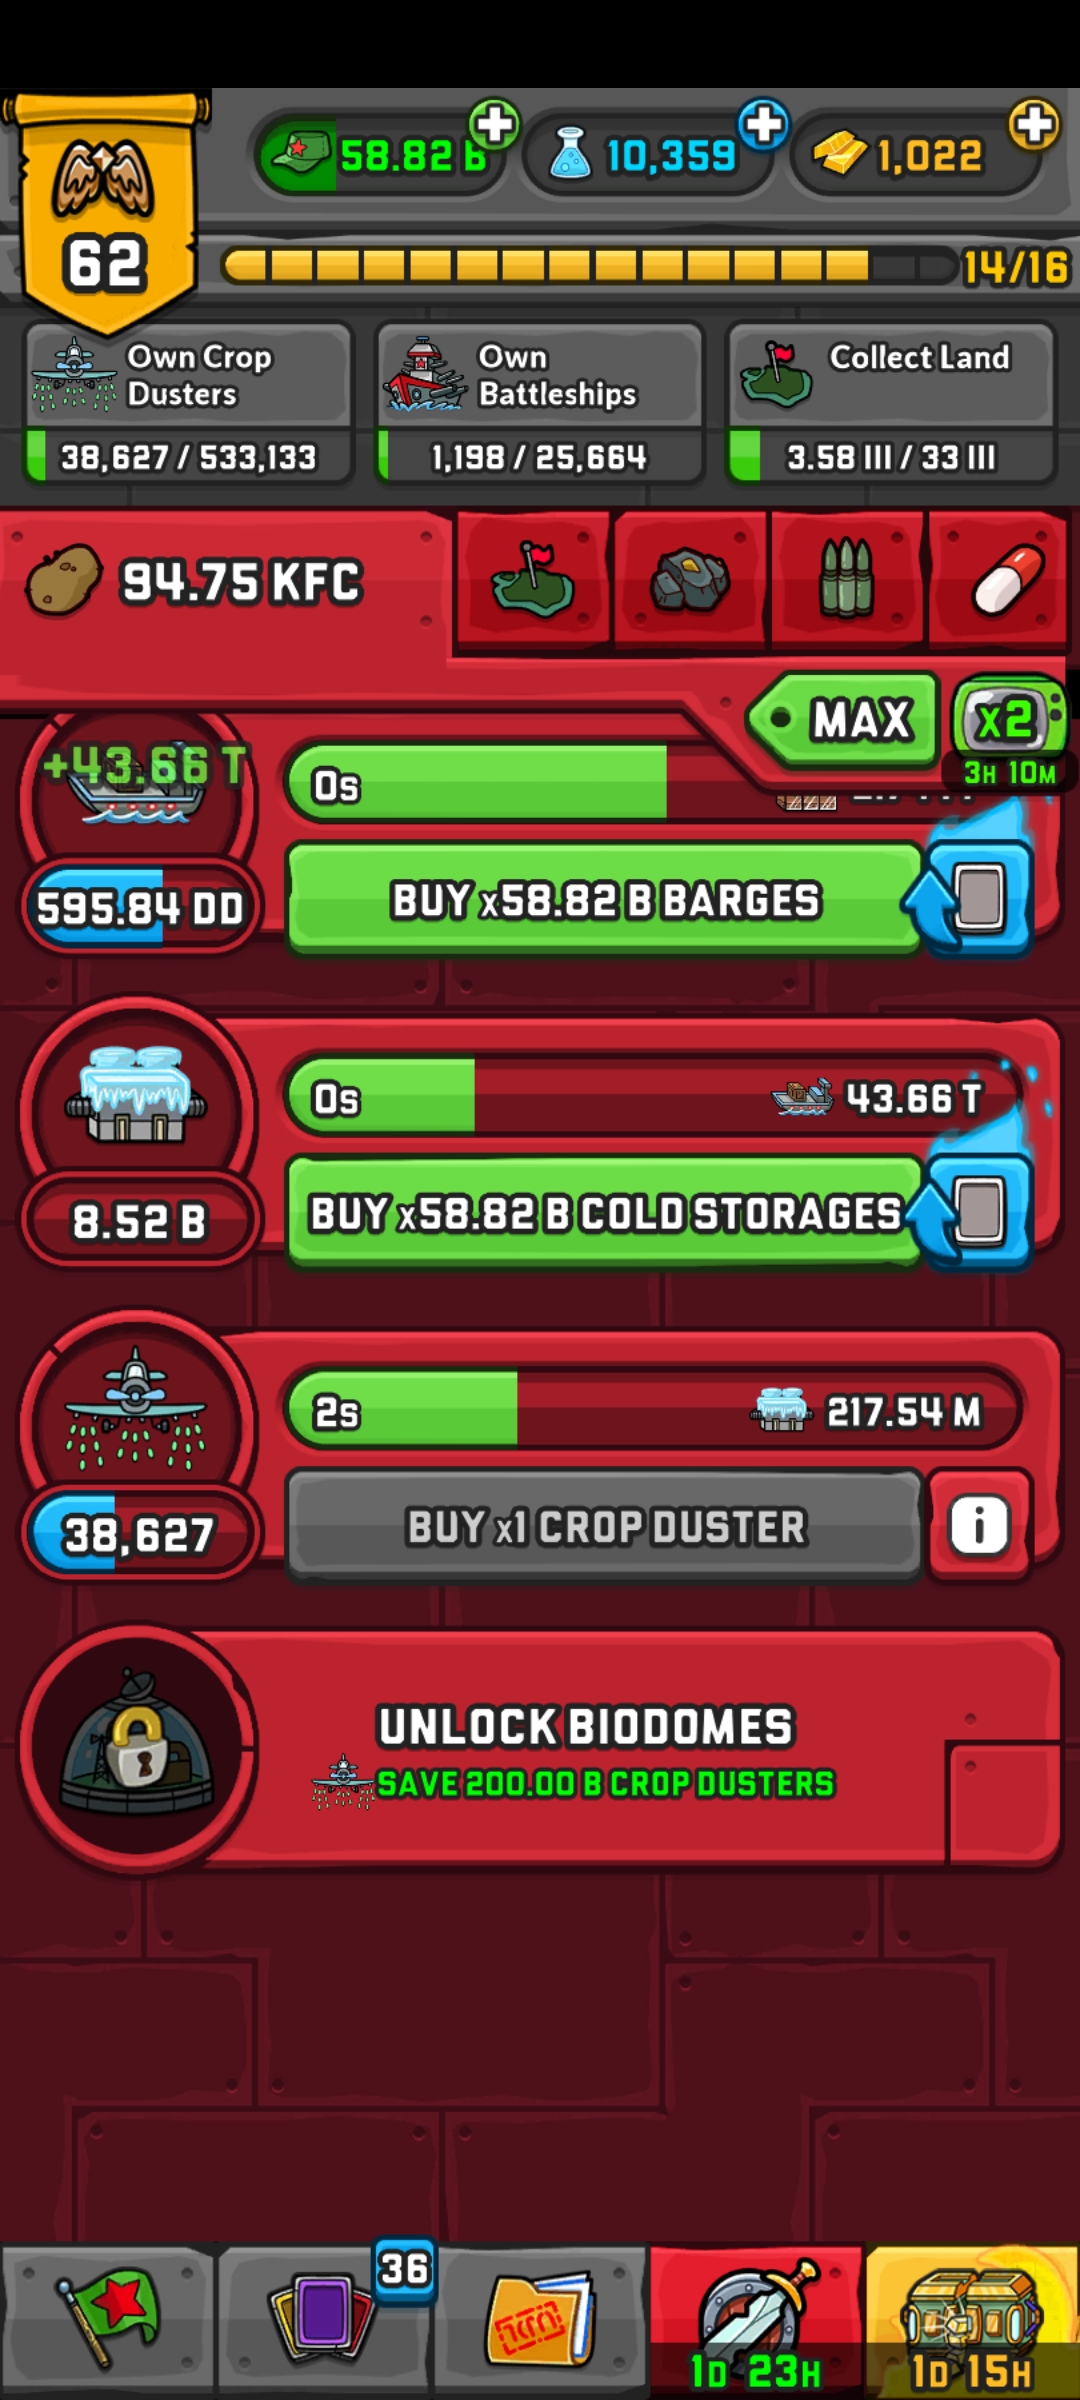 58.82 B
10,359
1,022
62
14/16
Own Crop
Dusters
38,627 / 533,133
Own
Battleships
1,198 / 25,664
Collect Land
3.58 III / 33 III
94.75 KFC
MAX
x2
3H 10M
+43.66 T
0s
595.84 DD
BUY x58.82 B BARGES
0s
43.66 T
8.52 B
BUY x58.82 B COLD STORAGES
2s
217.54 M
38,627
BUY x1 CROP DUSTER
i
UNLOCK BIODOMES
SAVE 200.00 B CROP DUSTERS
36
1D 23H
1D 15H